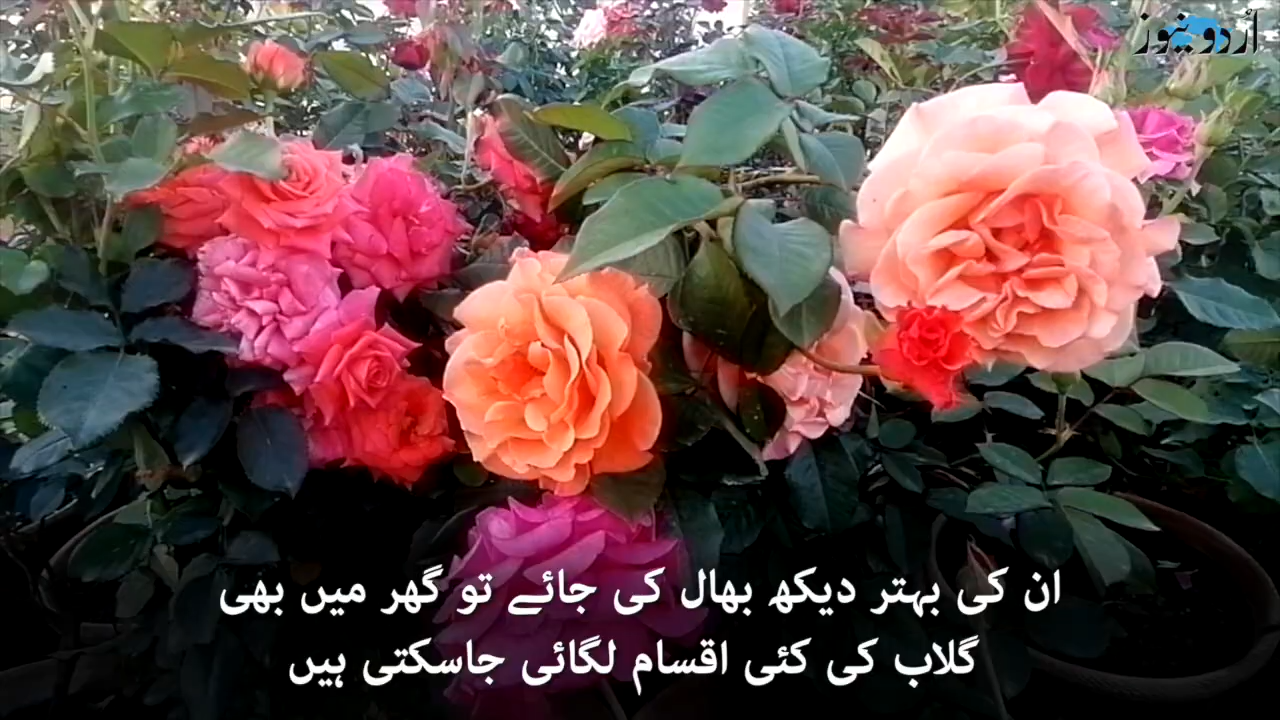 اُردو نیوز
ان کی بہتر دیکھ بھال کی جائے تو گھر میں بھی
گلاب کی کئی اقسام لگائی جاسکتی ہیں